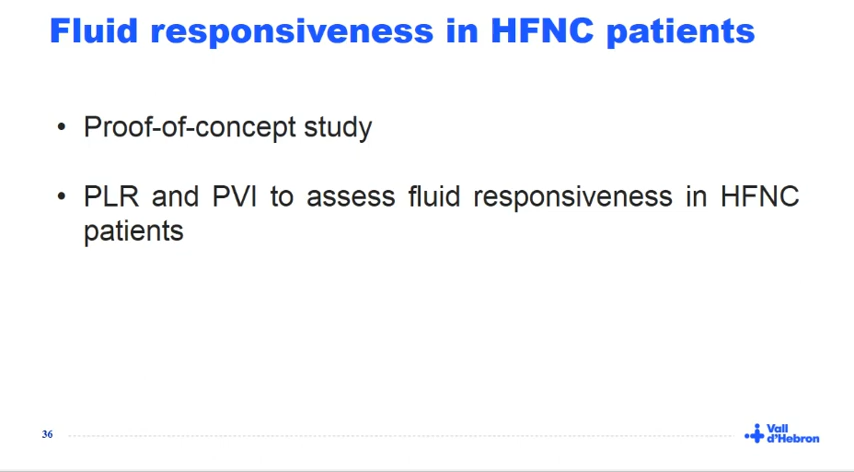 Fluid responsiveness in HFNC patients
• Proof-of-concept study
• PLR and PVI to assess fluid responsiveness in HFNC
patients
36
Vall
d'Hebron